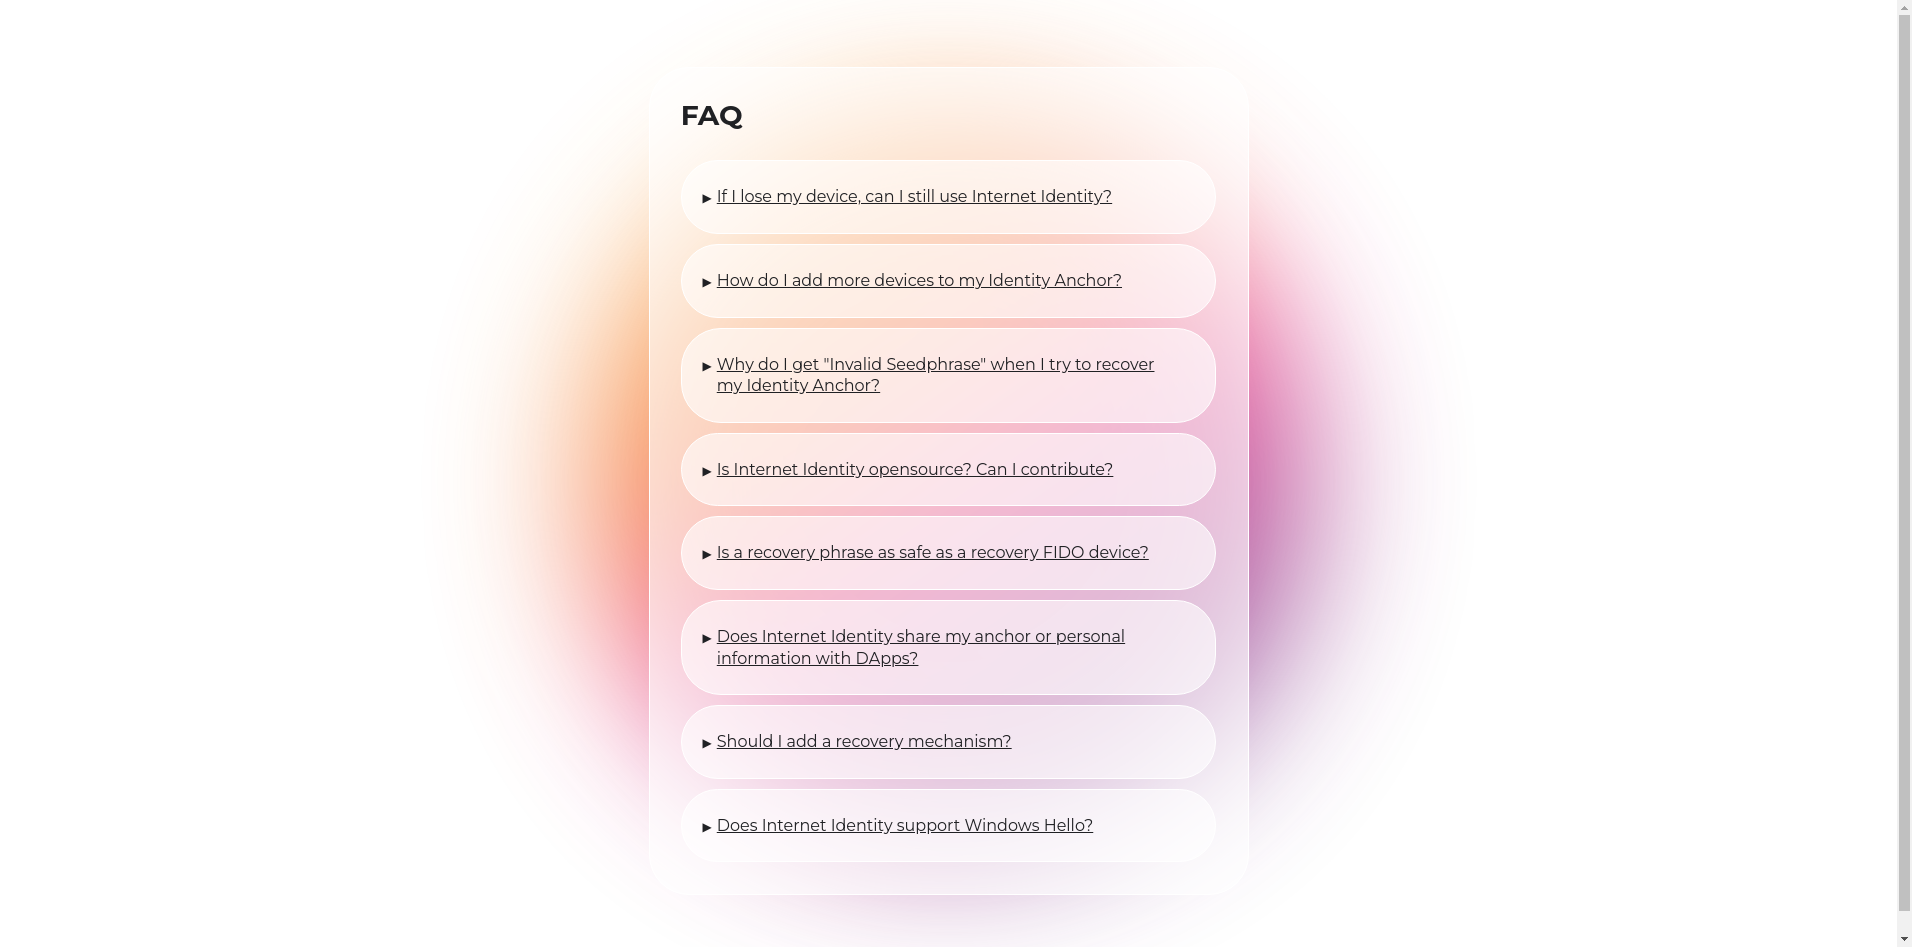 FAQ
If I lose my device, can I still use Internet Identity?
How do I add more devices to my Identity Anchor?
Why do I get "Invalid Seedphrase" when I try to recover
my Identity Anchor?
Is Internet Identity opensource? Can I contribute?
Is a recovery phrase as safe as a recovery FIDO device?
Does Internet Identity share my anchor or personal
information with DApps?
Should I add a recovery mechanism?
Does Internet Identity support Windows Hello?